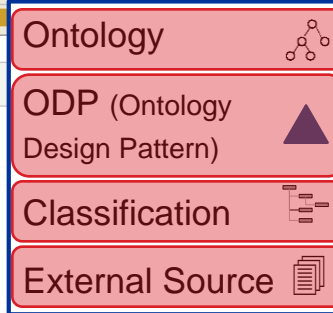 Ontology
ODP (Ontology
Design Pattern)
Classification
External Source